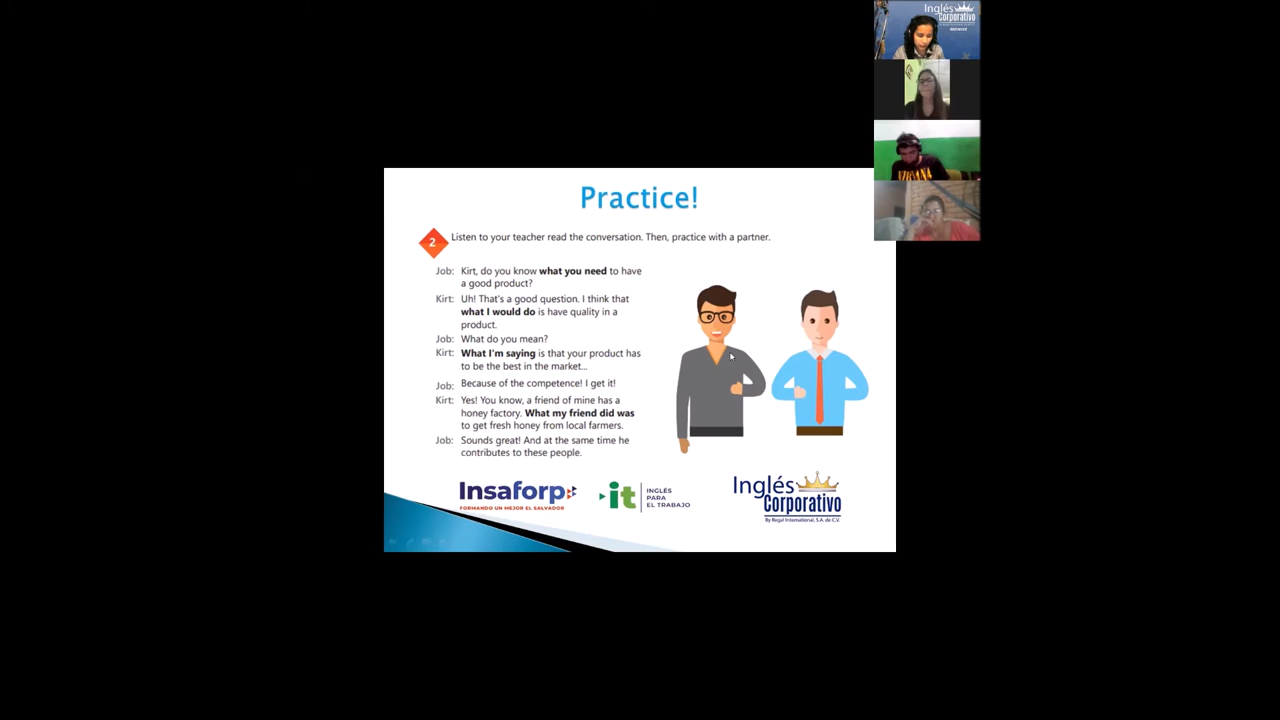 Inglés
Corporativo
Practice!
2
Listen to your teacher read the conversation. Then, practice with a partner.
Job: Kirt, do you know what you need to have
a good product?
Kirt: Uh! That's a good question. I think that
what I would do is have quality in a
product.
Job: What do you mean?
Kirt: What I'm saying is that your product has
to be the best in the market...
Job: Because of the competence! I get it!
Kirt: Yes! You know, a friend of mine has a
honey factory. What my friend did was
to get fresh honey from local farmers.
Job: Sounds great! And at the same time he
contributes to these people.
Insaforp
FORMANDO UN MEJOR EL SALVADOR
it
INGLÉS
PARA
EL TRABAJO
Inglés
Corporativo
By Regal International, S.A. de C.V.
NIRVANA